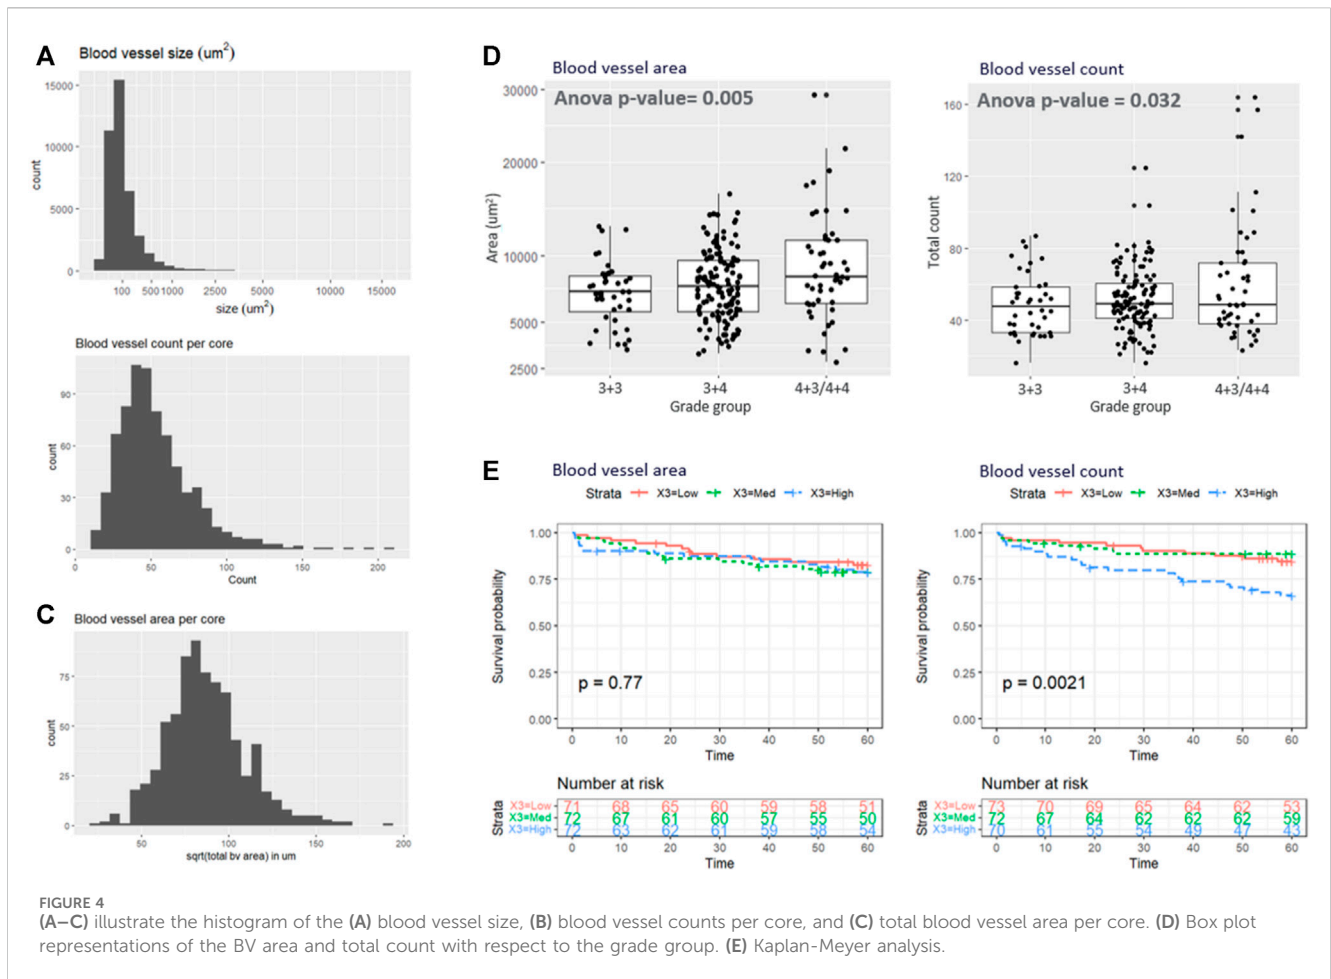 A
Blood vessel size (um²)
15000
10000
5000
0
count
100 500 1000 2500 5000 10000 15000
size (um²)
Blood vessel count per core
90
60
30
0
count
0 50 100 150 200
Count
C
Blood vessel area per core
75
50
25
0
count
50 100 150 200
sqrt(total bv area) in um
D
Blood vessel area
Anova p-value= 0.005
30000
20000
10000
5000
2500
Area (um²)
3+3 3+4 4+3/4+4
Grade group
Blood vessel count
Anova p-value = 0.032
160
120
80
40
Total count
3+3 3+4 4+3/4+4
Grade group
E
Blood vessel area
Strata X3=Low X3=Med X3=High
1.00
0.75
0.50
0.25
0.00
Survival probability
p = 0.77
0 10 20 30 40 50 60
Time
Number at risk
Strata
X3=Low 71 68 65 60 59 58 51
X3=Med 72 67 61 60 57 55 50
X3=High 72 63 62 61 59 58 54
0 10 20 30 40 50 60
Time
Blood vessel count
Strata X3=Low X3=Med X3=High
1.00
0.75
0.50
0.25
0.00
Survival probability
p = 0.0021
0 10 20 30 40 50 60
Time
Number at risk
Strata
X3=Low 73 70 69 65 64 62 53
X3=Med 72 67 64 62 62 62 59
X3=High 70 61 55 54 49 47 43
0 10 20 30 40 50 60
Time
FIGURE 4
(A–C) illustrate the histogram of the (A) blood vessel size, (B) blood vessel counts per core, and (C) total blood vessel area per core. (D) Box plot
representations of the BV area and total count with respect to the grade group. (E) Kaplan-Meyer analysis.